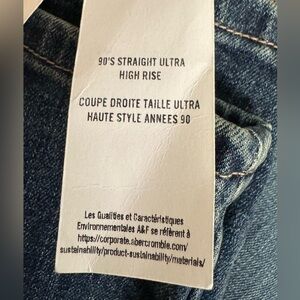 90'S STRAIGHT ULTRA
HIGH RISE
COUPE DROITE TAILLE ULTRA
HAUTE STYLE ANNEES 90
Les Qualities et Caractéristiques
Environnementales A&F se réfèrent à
https://corporate.abercrombie.com/
sustainability/product-sustainability/materials/